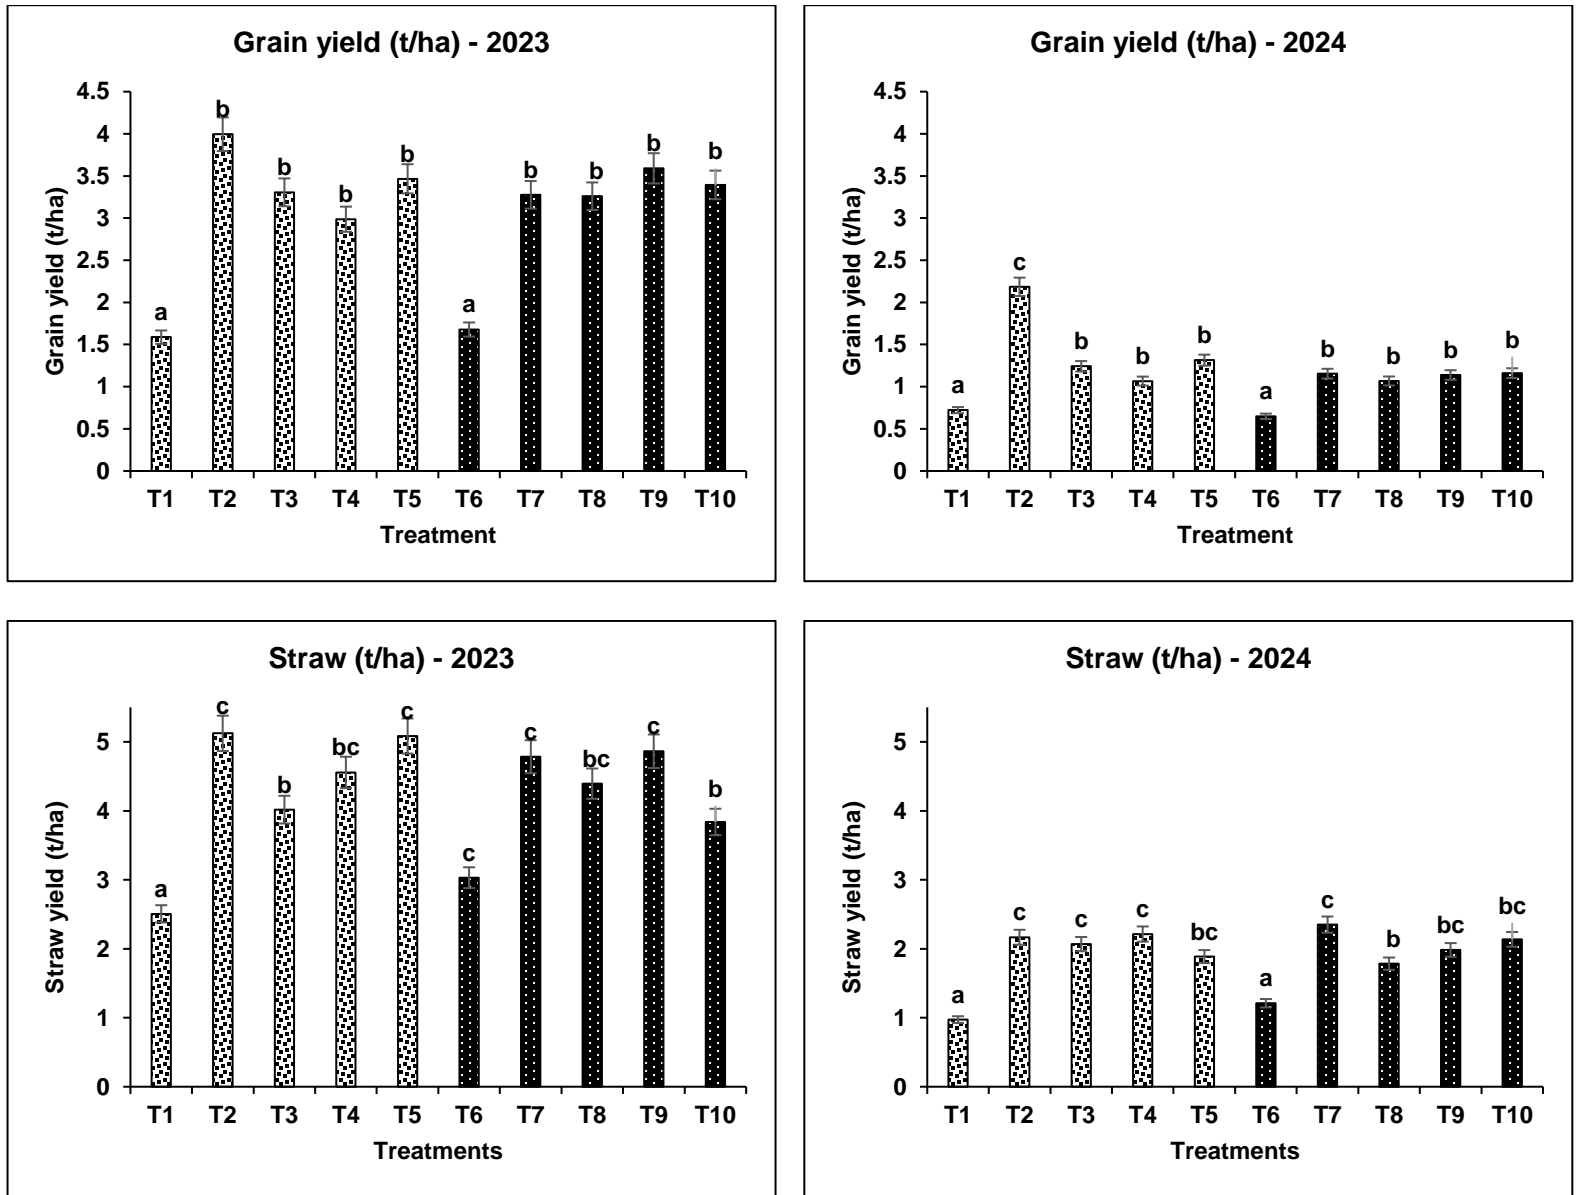 Grain yield (t/ha) - 2023
Grain yield (t/ha)
4.5
4
3.5
3
2.5
2
1.5
1
0.5
0
a b b b b a b b b b
T1 T2 T3 T4 T5 T6 T7 T8 T9 T10
Treatment
Grain yield (t/ha) - 2024
Grain yield (t/ha)
4.5
4
3.5
3
2.5
2
1.5
1
0.5
0
a c b b b a b b b b
T1 T2 T3 T4 T5 T6 T7 T8 T9 T10
Treatment
Straw (t/ha) - 2023
Straw yield (t/ha)
5
4
3
2
1
0
a c b bc c c c bc c b
T1 T2 T3 T4 T5 T6 T7 T8 T9 T10
Treatments
Straw (t/ha) - 2024
Straw yield (t/ha)
5
4
3
2
1
0
a c c c bc a c b bc bc
T1 T2 T3 T4 T5 T6 T7 T8 T9 T10
Treatments